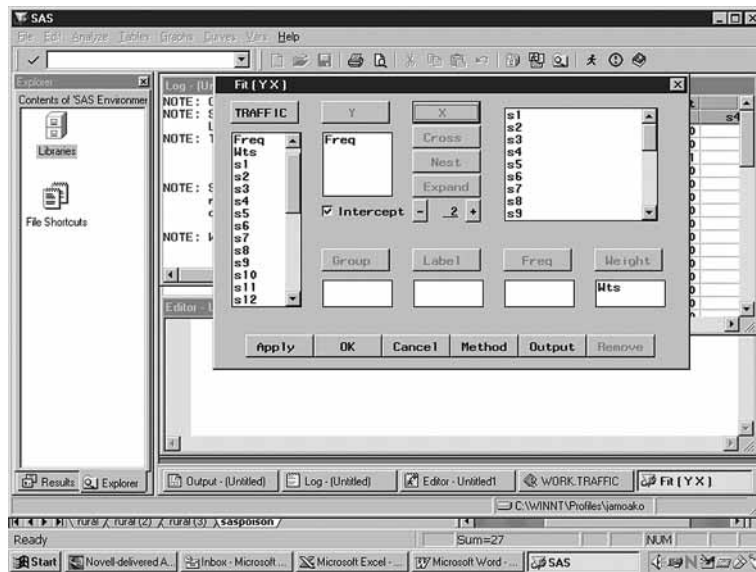 SAS
File Edit Analyze Tables Graphs Curves Vars Help
Explorer
Contents of 'SAS Environmer
Libraries
File Shortcuts
Log - (Un
NOTE: C
NOTE: S
L
NOTE: T
NOTE: S
r
c
NOTE: W
Editor - U
Fit ( Y X )
TRAFFIC
Y
X
Freq
Wts
s1
s2
s3
s4
s5
s6
s7
s8
s9
s10
s11
s12
Freq
Cross
Nest
Expand
Intercept
- 2 +
s1
s2
s3
s4
s5
s6
s7
s8
s9
Group
Label
Freq
Weight
Wts
Apply
OK
Cancel
Method
Output
Remove
t
s4
Results
Explorer
Output - (Untitled)
Log - (Untitled)
Editor - Untitled1
WORK.TRAFFIC
Fit ( Y X )
C:\WINNT\Profiles\jamoako
rural / rural (2) / rural (3) \ saspoison /
Ready
Sum=27
NUM
Start
Novell-delivered A...
Inbox - Microsoft ...
Microsoft Excel - ...
Microsoft Word - ...
SAS